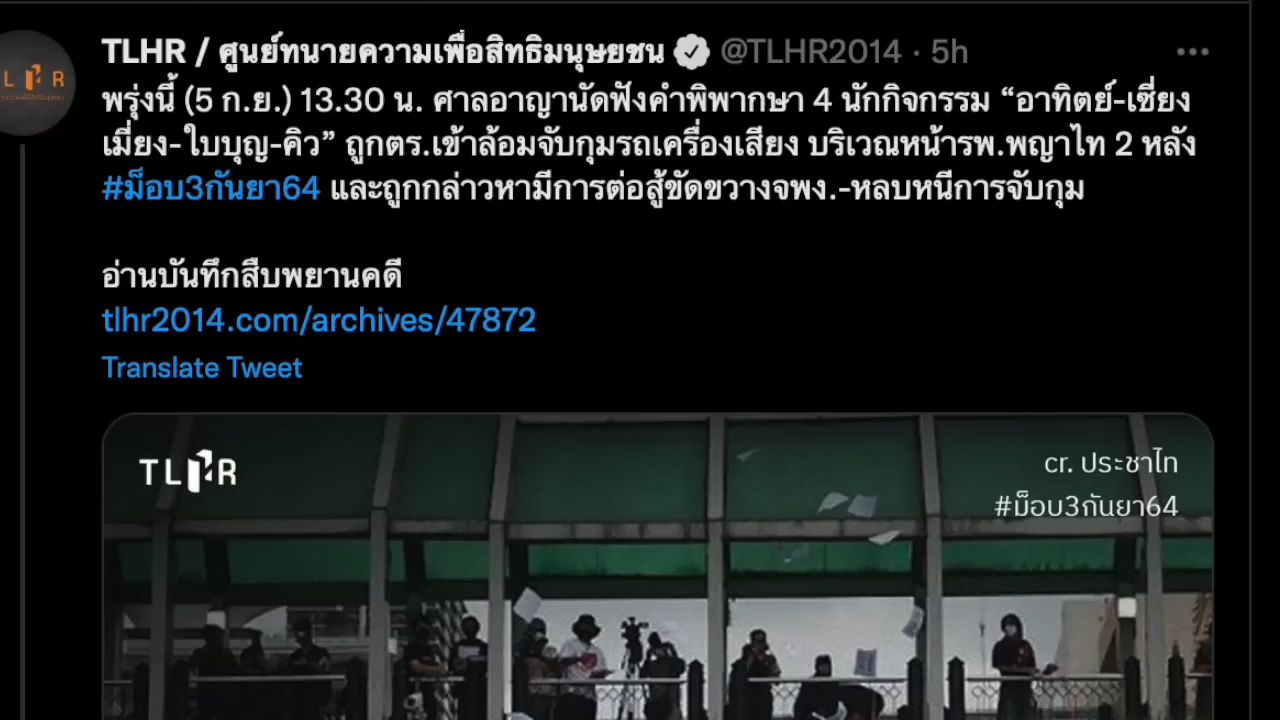 TLHR / ศูนย์ทนายความเพื่อสิทธิมนุษยชน @TLHR2014 · 5h
พรุ่งนี้ (5 ก.ย.) 13.30 น. ศาลอาญานัดฟังคำพิพากษา 4 นักกิจกรรม “อาทิตย์-เซี่ยง
เมี่ยง-ใบบุญ-คิว” ถูกตร.เข้าล้อมจับกุมรถเครื่องเสียง บริเวณหน้ารพ.พญาไท 2 หลัง
#ม็อบ3กันยา64 และถูกกล่าวหามีการต่อสู้ขัดขวางจพง.-หลบหนีการจับกุม
อ่านบันทึกสืบพยานคดี
tlhr2014.com/archives/47872
Translate Tweet
TLHR
cr. ประชาไท
#ม็อบ3กันยา64